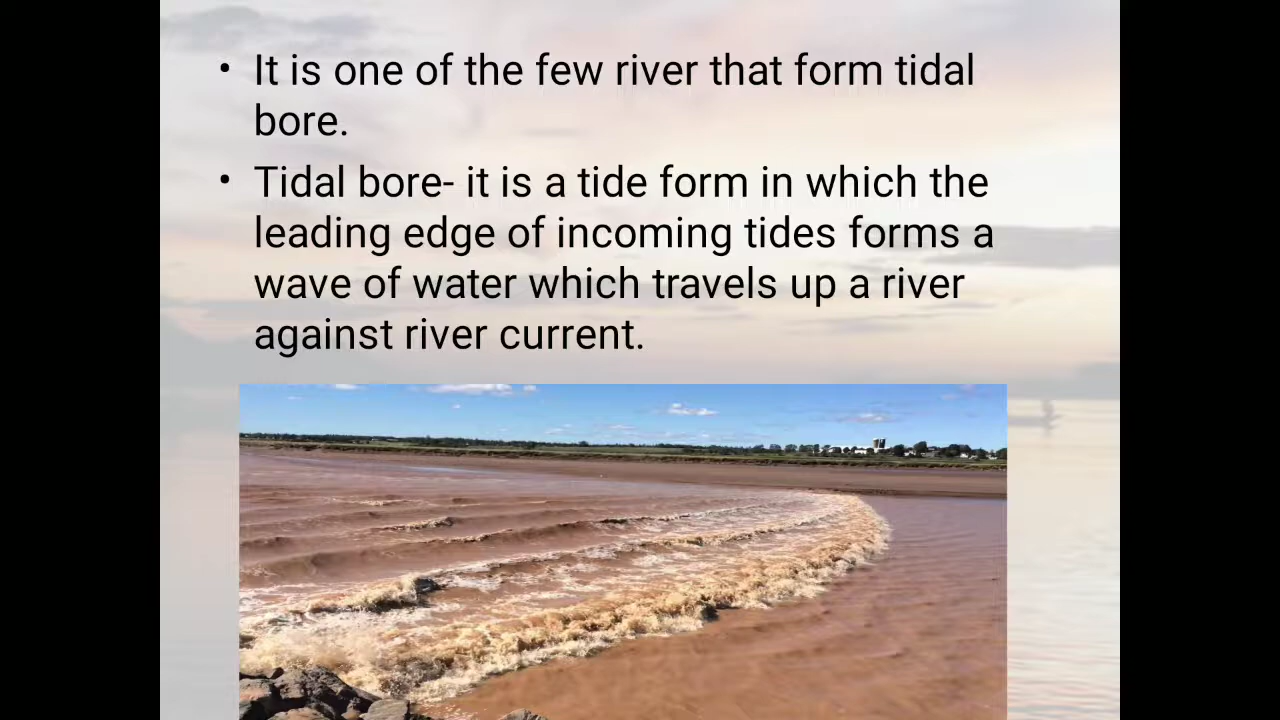 • It is one of the few river that form tidal
bore.
• Tidal bore- it is a tide form in which the
leading edge of incoming tides forms a
wave of water which travels up a river
against river current.